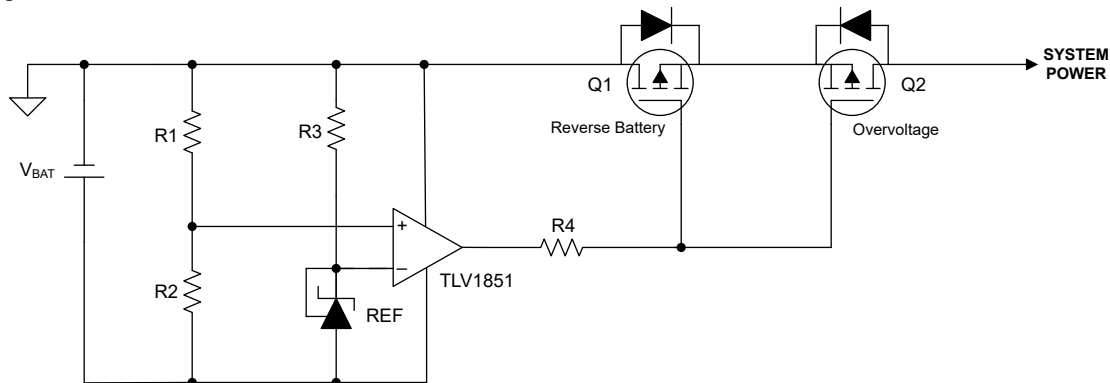 SYSTEM
POWER
Q1
Q2
R1
R3
Reverse Battery
Overvoltage
VBAT
R4
+
−
TLV1851
R2
REF